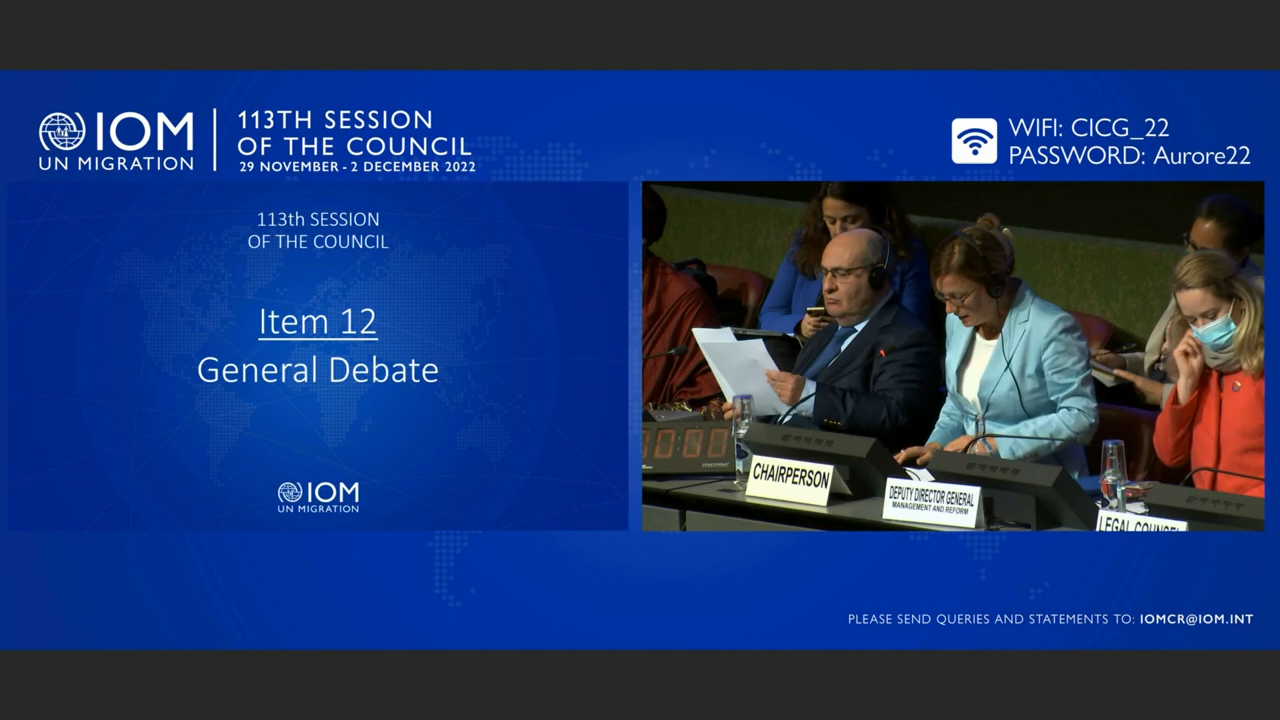 IOM
UN MIGRATION
113TH SESSION
OF THE COUNCIL
29 NOVEMBER - 2 DECEMBER 2022
WIFI: CICG_22
PASSWORD: Aurore22
113th SESSION
OF THE COUNCIL
Item 12
General Debate
IOM
UN MIGRATION
CHAIRPERSON
DEPUTY DIRECTOR GENERAL
MANAGEMENT AND REFORM
LEGAL COUNSEL
PLEASE SEND QUERIES AND STATEMENTS TO: IOMCR@IOM.INT